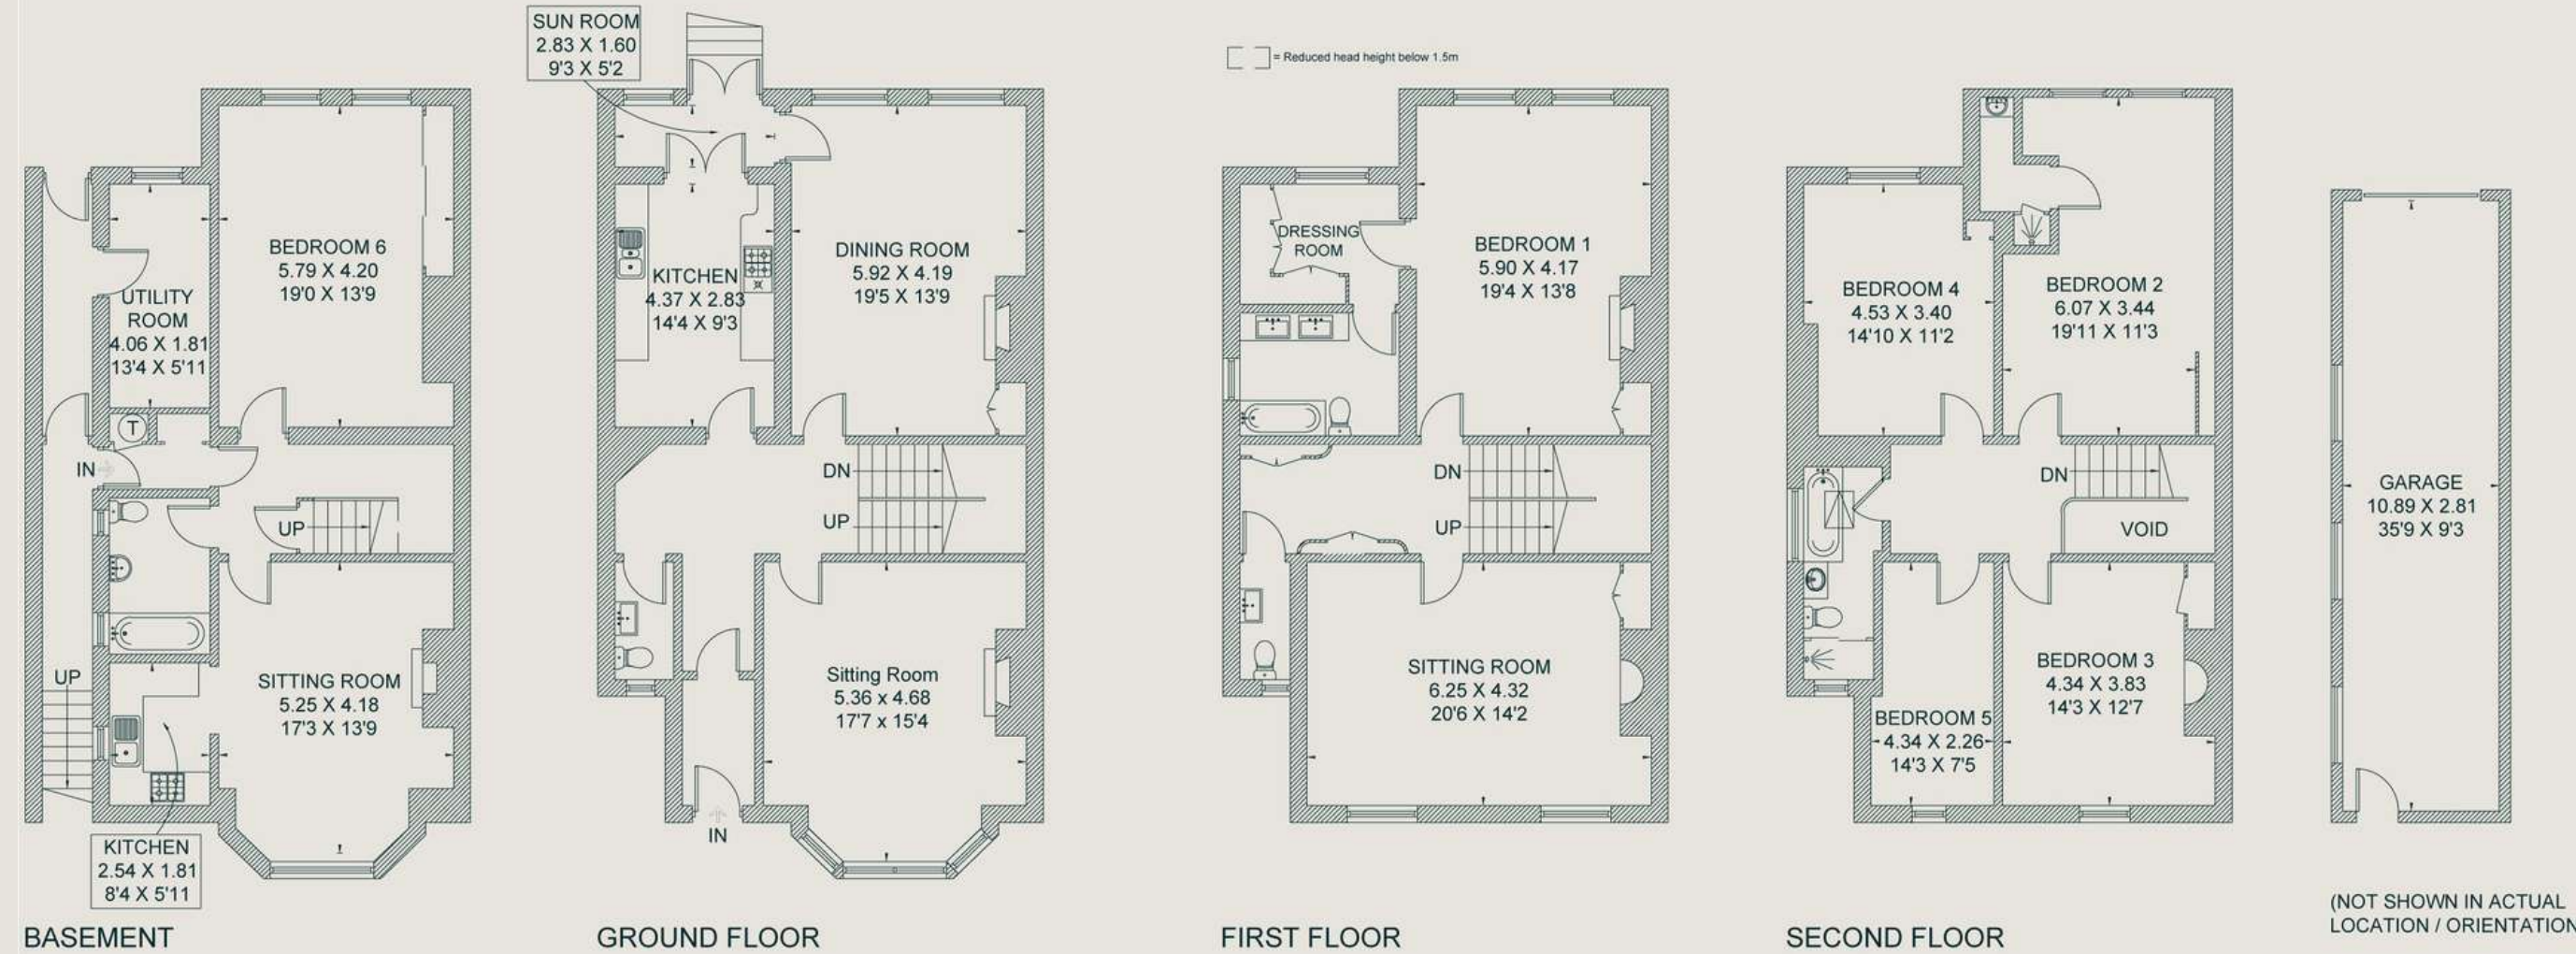 SUN ROOM
2.83 X 1.60
9'3 X 5'2
= Reduced head height below 1.5m
BEDROOM 6
5.79 X 4.20
19'0 X 13'9
UTILITY
ROOM
4.06 X 1.81
13'4 X 5'11
T
IN
UP
UP
SITTING ROOM
5.25 X 4.18
17'3 X 13'9
KITCHEN
2.54 X 1.81
8'4 X 5'11
BASEMENT
KITCHEN
4.37 X 2.83
14'4 X 9'3
DINING ROOM
5.92 X 4.19
19'5 X 13'9
DN
UP
Sitting Room
5.36 x 4.68
17'7 x 15'4
IN
GROUND FLOOR
DRESSING
ROOM
BEDROOM 1
5.90 X 4.17
19'4 X 13'8
DN
UP
SITTING ROOM
6.25 X 4.32
20'6 X 14'2
FIRST FLOOR
BEDROOM 4
4.53 X 3.40
14'10 X 11'2
BEDROOM 2
6.07 X 3.44
19'11 X 11'3
DN
VOID
BEDROOM 5
4.34 X 2.26
14'3 X 7'5
BEDROOM 3
4.34 X 3.83
14'3 X 12'7
SECOND FLOOR
GARAGE
10.89 X 2.81
35'9 X 9'3
(NOT SHOWN IN ACTUAL
LOCATION / ORIENTATION